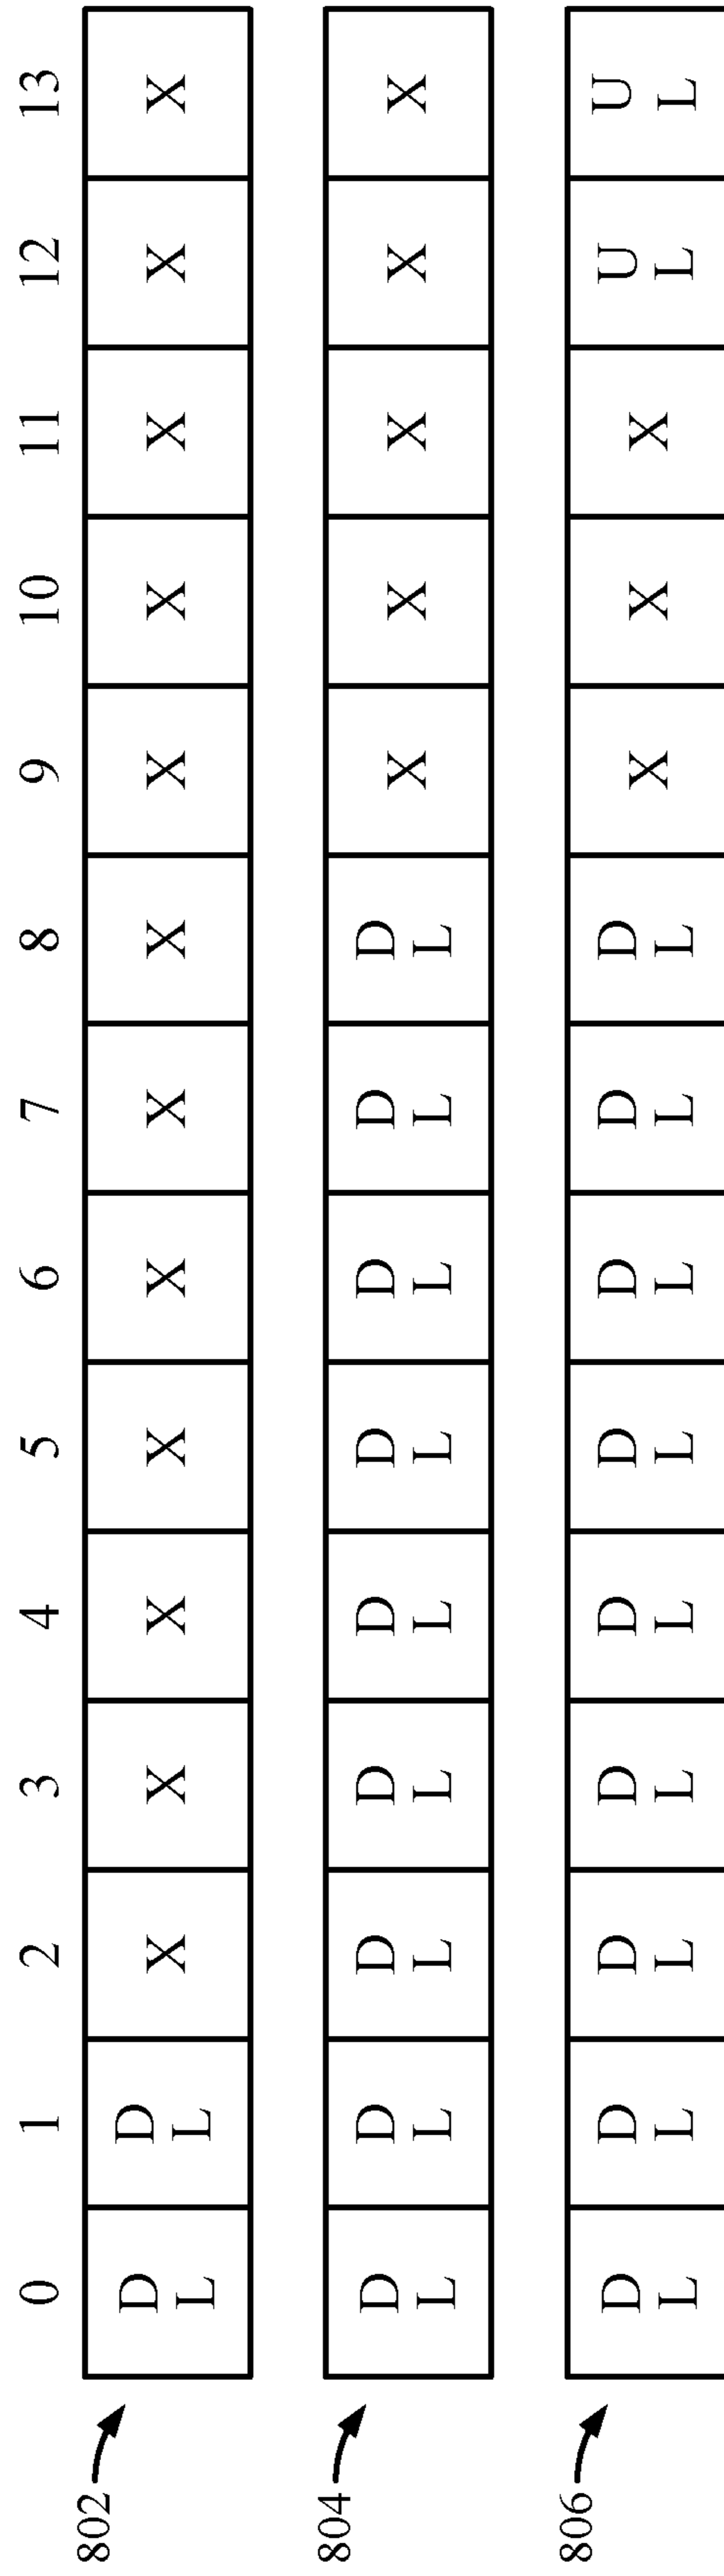 0 1 2 3 4 5 6 7 8 9 10 11 12 13
802 DL DL X X X X X X X X X X X X
804 DL DL DL DL DL DL DL DL DL X X X X X
806 DL DL DL DL DL DL DL DL DL X X X UL UL